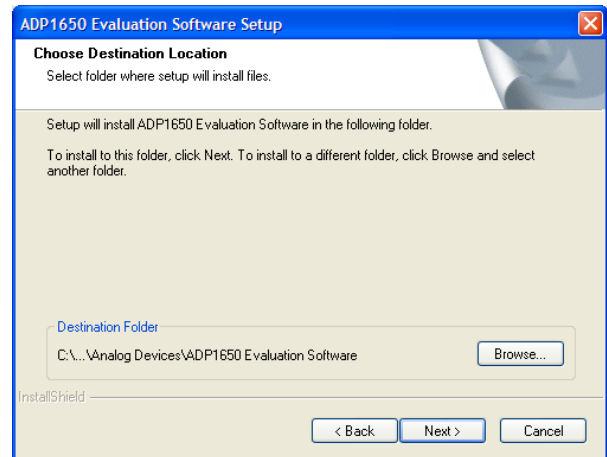 ADP1650 Evaluation Software Setup
Choose Destination Location
Select folder where setup will install files.
Setup will install ADP1650 Evaluation Software in the following folder.
To install to this folder, click Next. To install to a different folder, click Browse and select
another folder.
Destination Folder
C:\...\Analog Devices\ADP1650 Evaluation Software
Browse...
InstallShield
< Back
Next >
Cancel